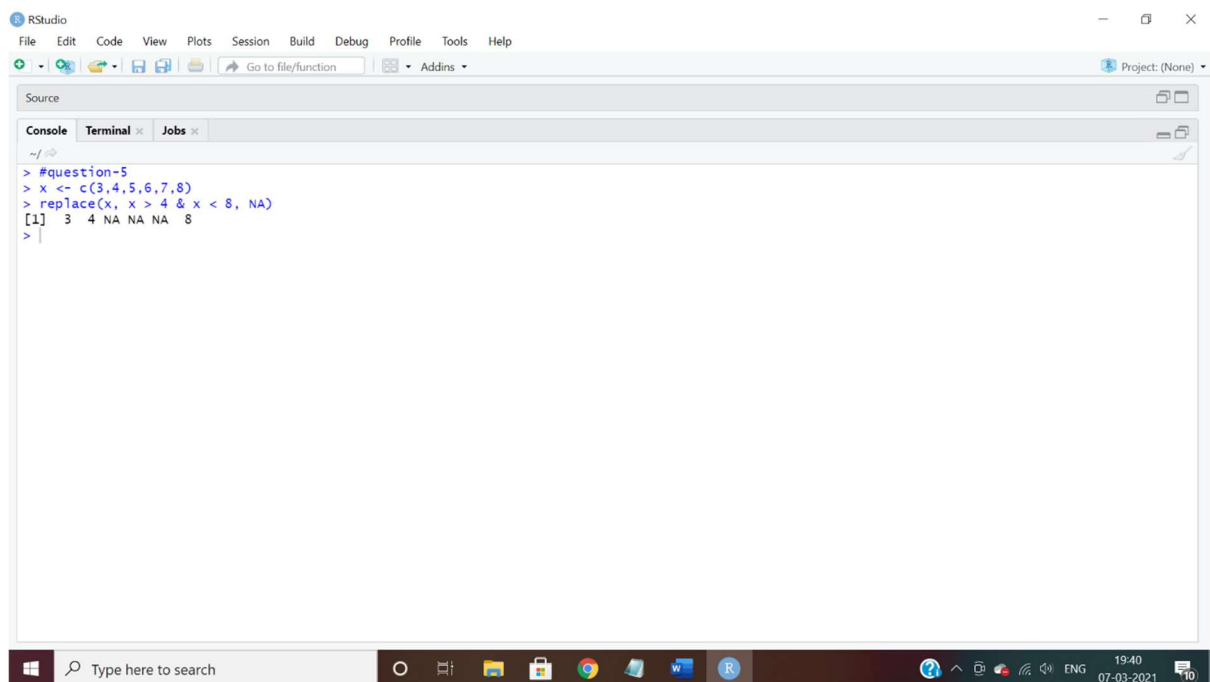 RStudio
File Edit Code View Plots Session Build Debug Profile Tools Help
Go to file/function Addins Project: (None)
Source
Console Terminal Jobs
~/
> #question-5
> x <- c(3,4,5,6,7,8)
> replace(x, x > 4 & x < 8, NA)
[1]  3  4 NA NA NA  8
>
Type here to search ENG 19:40
07-03-2021 10